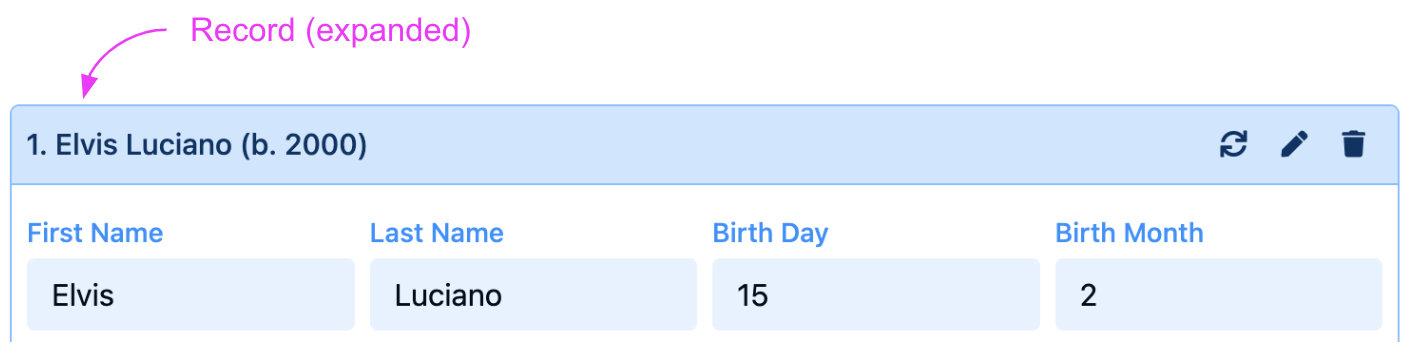 Record (expanded)
1. Elvis Luciano (b. 2000)
First Name Last Name Birth Day Birth Month
Elvis Luciano 15 2